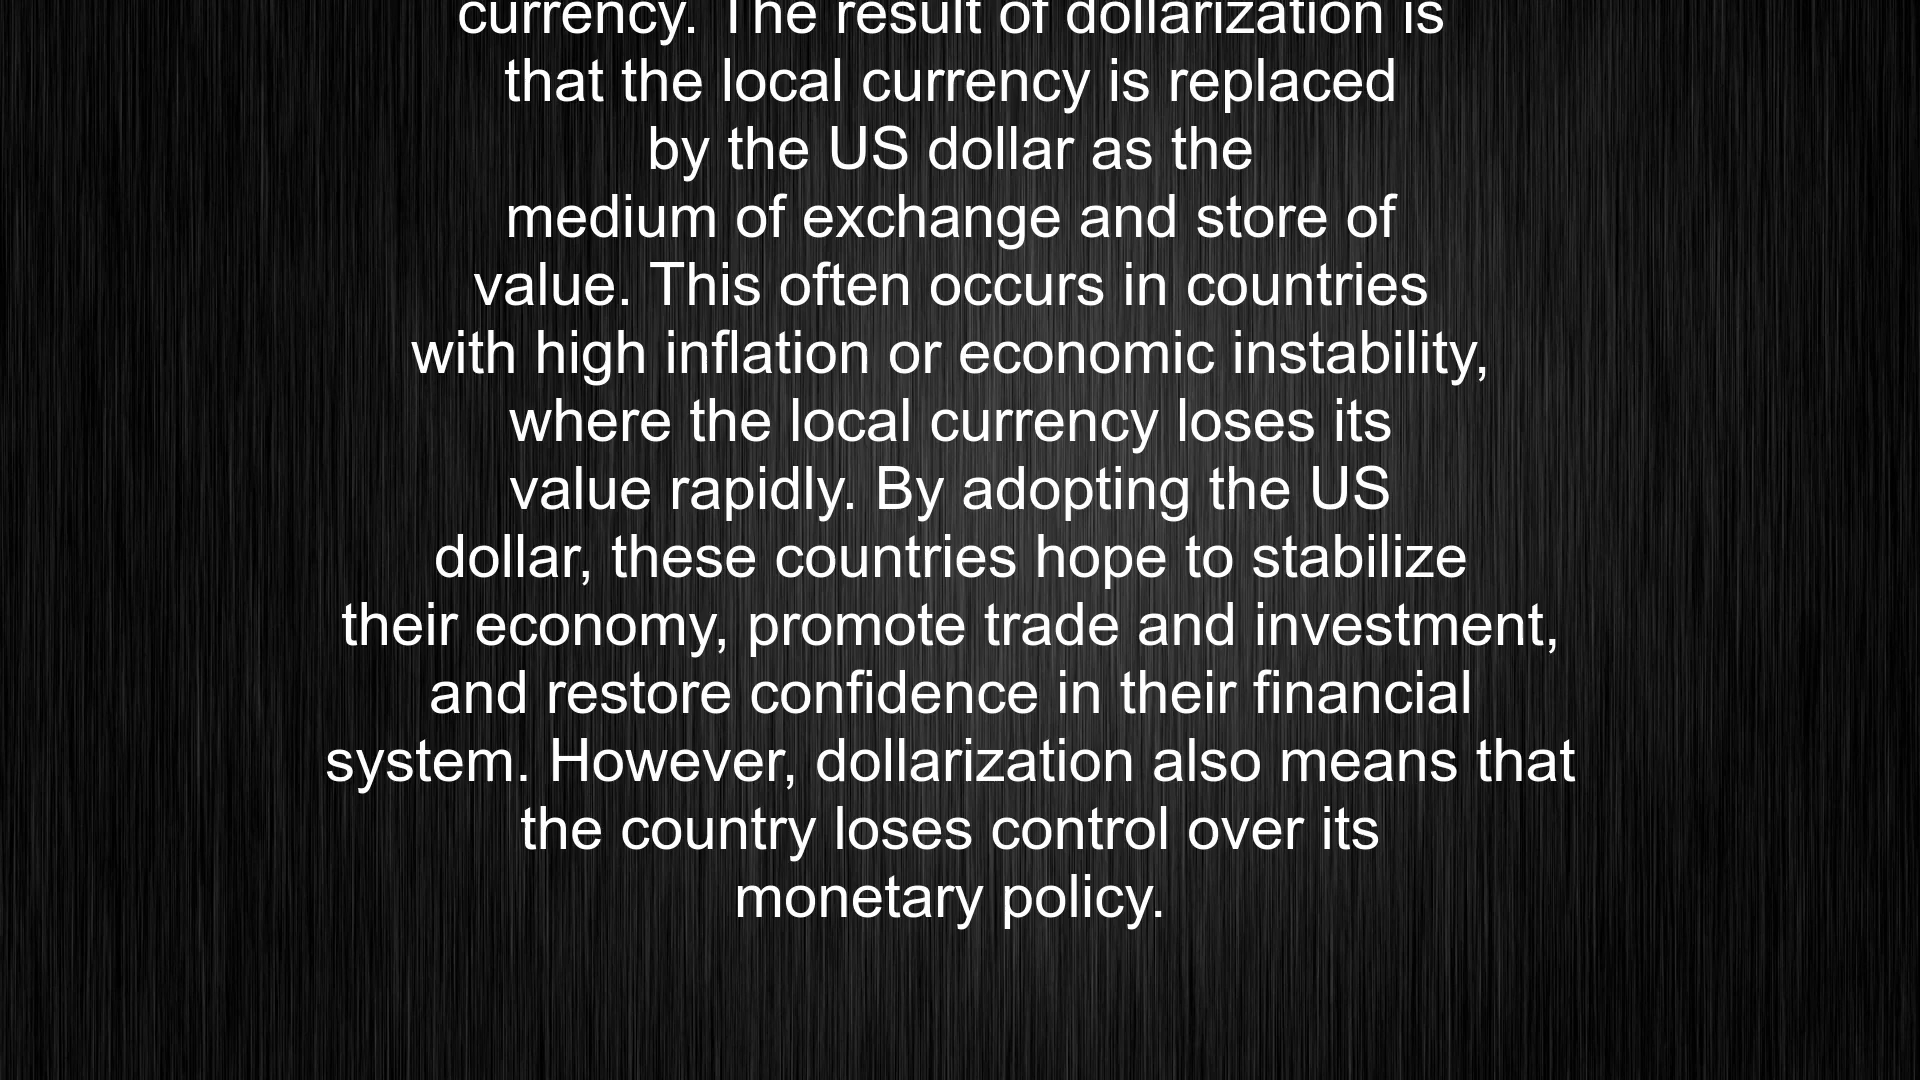 currency. The result of dollarization is
that the local currency is replaced
by the US dollar as the
medium of exchange and store of
value. This often occurs in countries
with high inflation or economic instability,
where the local currency loses its
value rapidly. By adopting the US
dollar, these countries hope to stabilize
their economy, promote trade and investment,
and restore confidence in their financial
system. However, dollarization also means that
the country loses control over its
monetary policy.